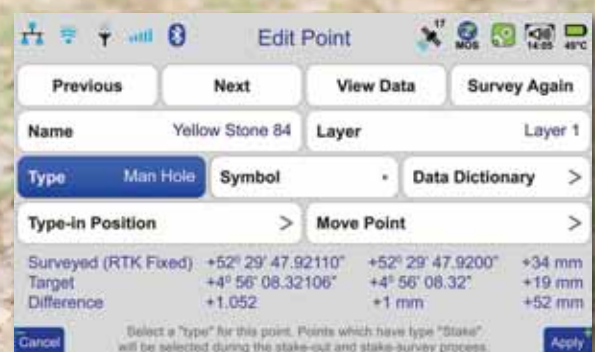 Edit Point
17
MOS
14:05
45°C
Previous Next View Data Survey Again
Name Yellow Stone 84 Layer Layer 1
Type Man Hole Symbol Data Dictionary >
Type-in Position > Move Point >
Surveyed (RTK Fixed) +52° 29' 47.92110" +52° 29' 47.9200" +34 mm
Target +4° 56' 08.32106" +4° 56' 08.32" +19 mm
Difference +1.052 +1 mm +52 mm
Cancel Select a "type" for this point. Points which have type "Stake" Apply
will be selected during the stake-out and stake-survey process